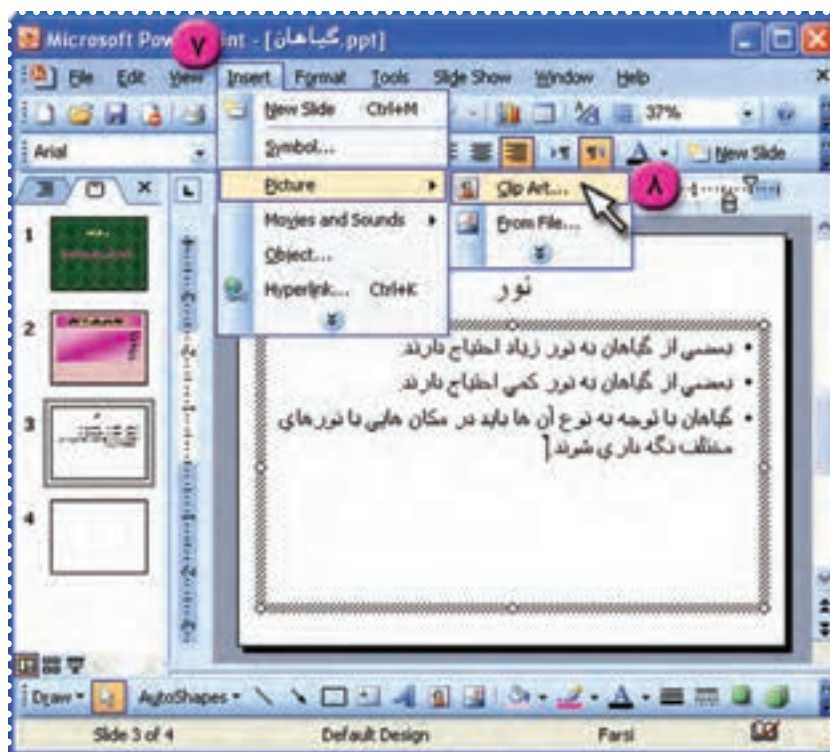 Microsoft Pow int - [گیاهان.ppt]
۷
File Edit View Insert Format Tools Slide Show Window Help
New Slide Ctrl+M
37%
Arial
Symbol...
New Slide
Picture
Clip Art...
۸
Movies and Sounds
From File...
Object...
Hyperlink... Ctrl+K
1
2
3
4
نور
• بعضی از گیاهان به نور زیاد احتیاج دارند
• بعضی از گیاهان به نور کمی احتیاج دارند
• گیاهان با توجه به نوع آن ها باید در مکان هایی با نورهای
مختلف نگه داری شوند
Draw AutoShapes
Slide 3 of 4 Default Design Farsi